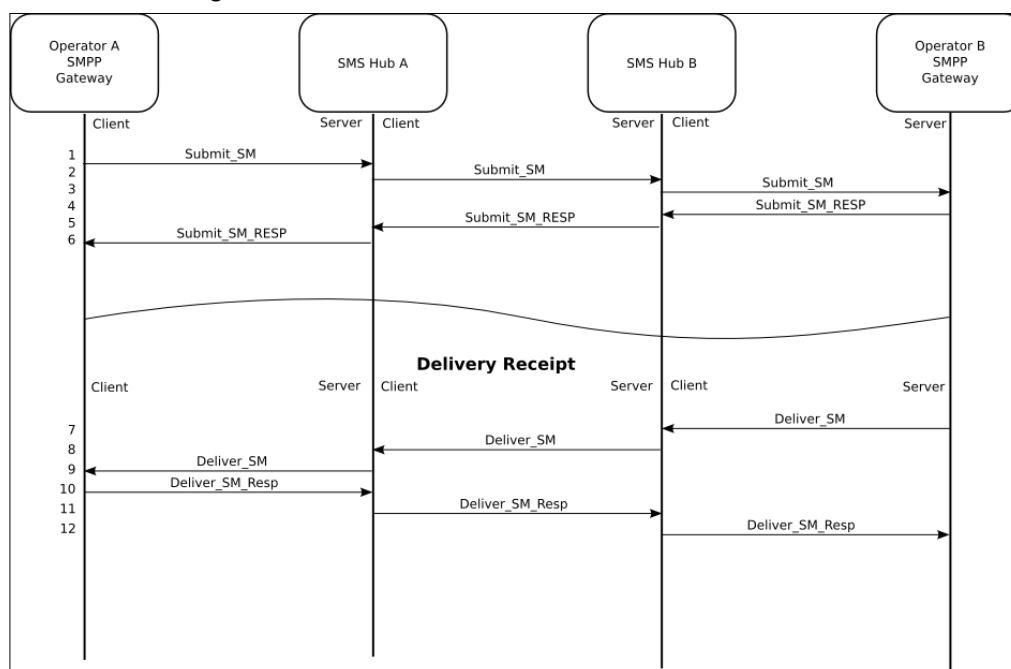 Operator A
SMPP
Gateway
SMS Hub A
SMS Hub B
Operator B
SMPP
Gateway
Client
Server
Client
Server
Client
Server
1
Submit_SM
2
Submit_SM
3
Submit_SM
4
Submit_SM_RESP
5
Submit_SM_RESP
6
Submit_SM_RESP
Delivery Receipt
Client
Server
Client
Server
Client
Server
7
Deliver_SM
8
Deliver_SM
9
Deliver_SM
10
Deliver_SM_Resp
11
Deliver_SM_Resp
12
Deliver_SM_Resp